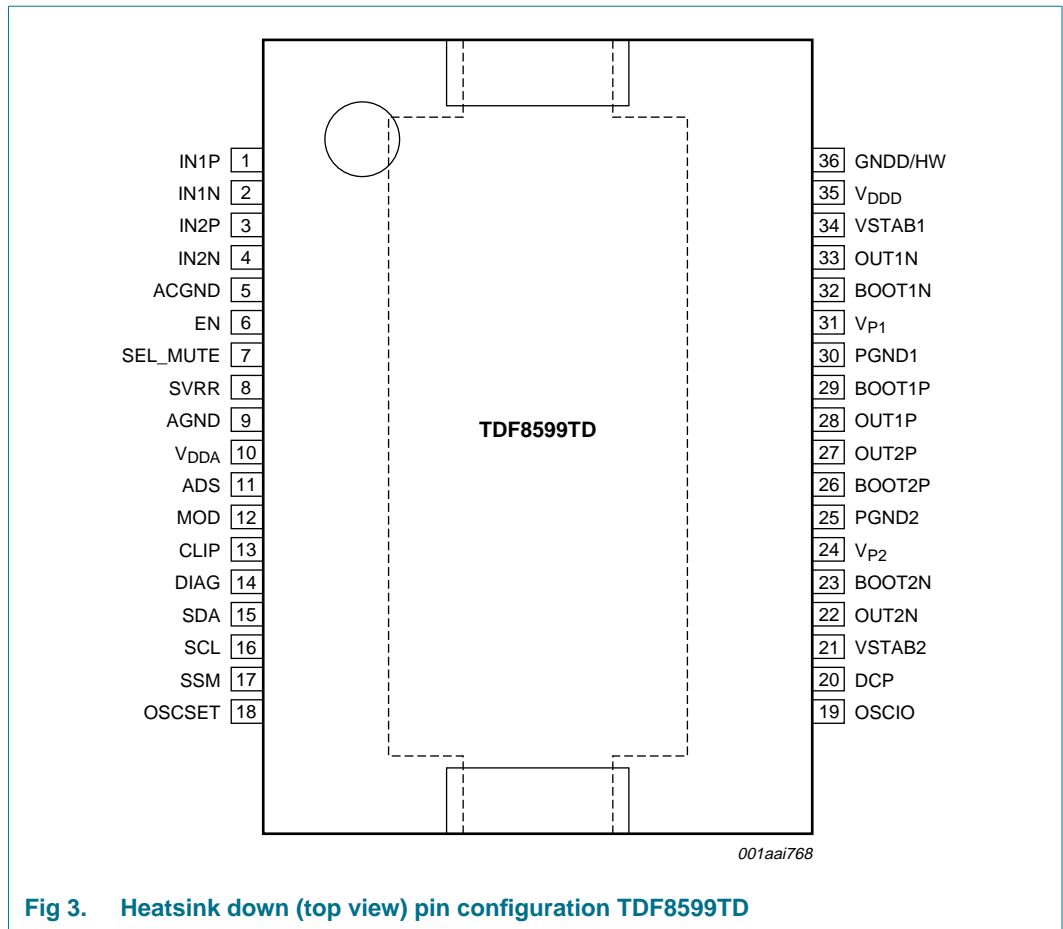 IN1P 1
IN1N 2
IN2P 3
IN2N 4
ACGND 5
EN 6
SEL_MUTE 7
SVRR 8
AGND 9
VDDA 10
ADS 11
MOD 12
CLIP 13
DIAG 14
SDA 15
SCL 16
SSM 17
OSCSET 18
TDF8599TD
36 GNDD/HW
35 VDDD
34 VSTAB1
33 OUT1N
32 BOOT1N
31 VP1
30 PGND1
29 BOOT1P
28 OUT1P
27 OUT2P
26 BOOT2P
25 PGND2
24 VP2
23 BOOT2N
22 OUT2N
21 VSTAB2
20 DCP
19 OSCIO
001aai768
Fig 3. Heatsink down (top view) pin configuration TDF8599TD